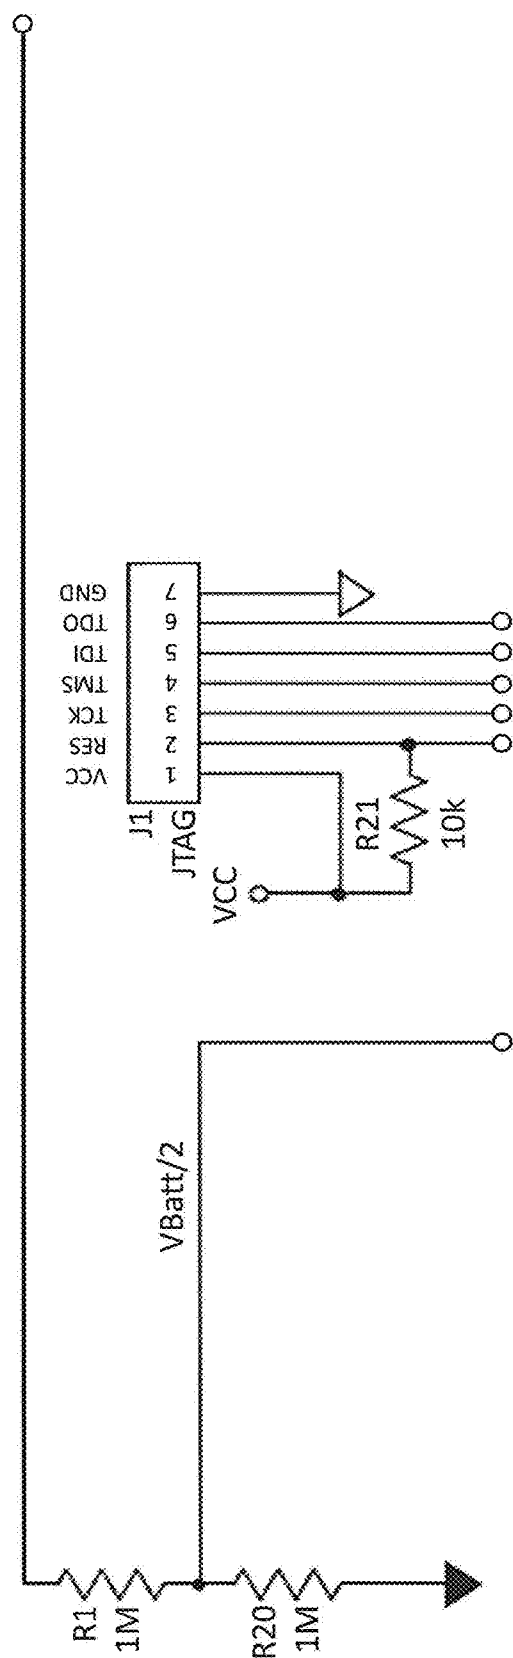 GND
TDO
TDI
TMS
TCK
RES
VCC
7
6
5
4
3
2
1
J1
JTAG
VCC
R21
10k
VBatt/2
R1
1M
R20
1M